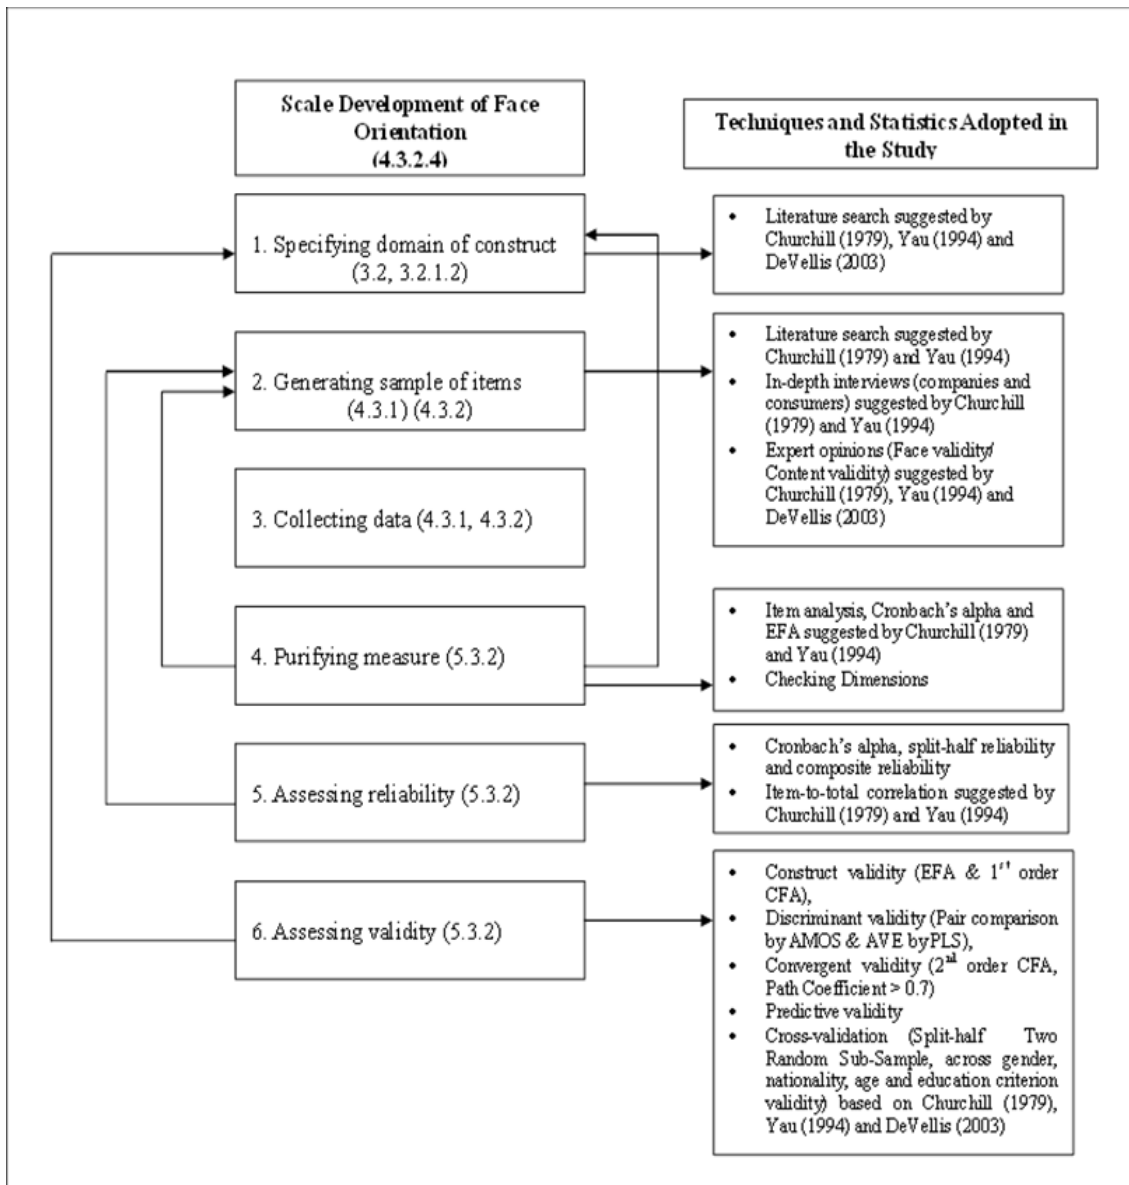 Scale Development of Face
Orientation
(4.3.2.4)
Techniques and Statistics Adopted in
the Study
1. Specifying domain of construct
(3.2, 3.2.1.2)
• Literature search suggested by
Churchill (1979), Yau (1994) and
DeVellis (2003)
2. Generating sample of items
(4.3.1) (4.3.2)
• Literature search suggested by
Churchill (1979) and Yau (1994)
• In-depth interviews (companies and
consumers) suggested by Churchill
(1979) and Yau (1994)
• Expert opinions (Face validity/
Content validity) suggested by
Churchill (1979), Yau (1994) and
DeVellis (2003)
3. Collecting data (4.3.1, 4.3.2)
4. Purifying measure (5.3.2)
• Item analysis, Cronbach's alpha and
EFA suggested by Churchill (1979)
and Yau (1994)
• Checking Dimensions
5. Assessing reliability (5.3.2)
• Cronbach's alpha, split-half reliability
and composite reliability
• Item-to-total correlation suggested by
Churchill (1979) and Yau (1994)
6. Assessing validity (5.3.2)
• Construct validity (EFA & 1st order
CFA),
• Discriminant validity (Pair comparison
by AMOS & AVE by PLS),
• Convergent validity (2nd order CFA,
Path Coefficient > 0.7)
• Predictive validity
• Cross-validation (Split-half Two
Random Sub-Sample, across gender,
nationality, age and education criterion
validity) based on Churchill (1979),
Yau (1994) and DeVellis (2003)